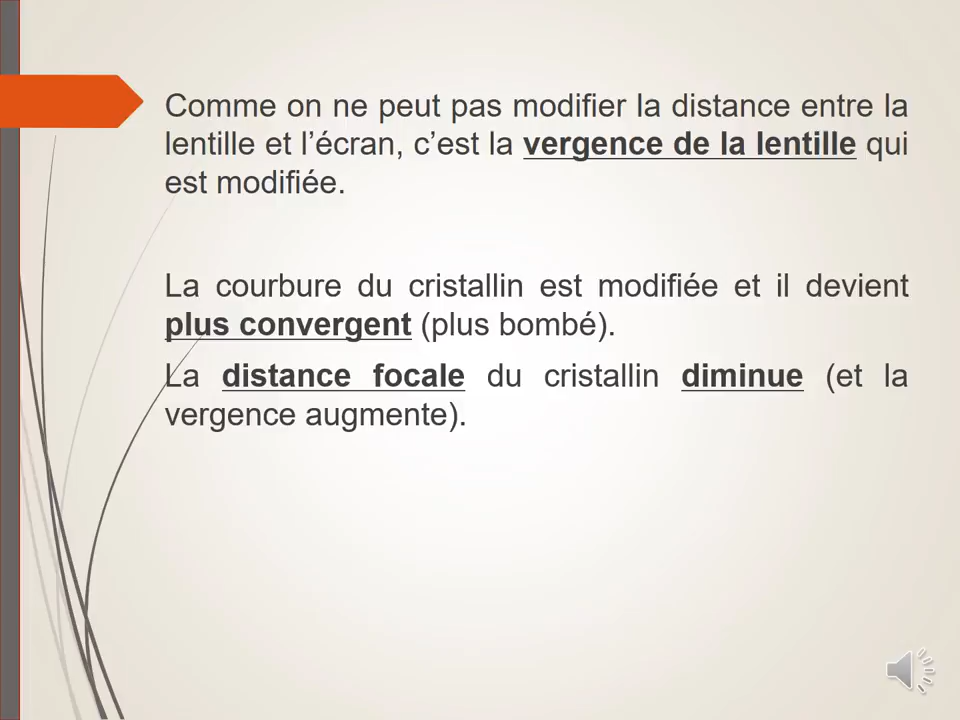 Comme on ne peut pas modifier la distance entre la
lentille et l’écran, c’est la vergence de la lentille qui
est modifiée.
La courbure du cristallin est modifiée et il devient
plus convergent (plus bombé).
La distance focale du cristallin diminue (et la
vergence augmente).